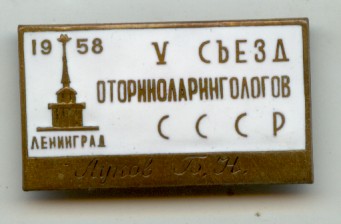 1958
V СЪЕЗД
ОТОРИНОЛАРИНГОЛОГОВ
СССР
ЛЕНИНГРАД
Б. Н.